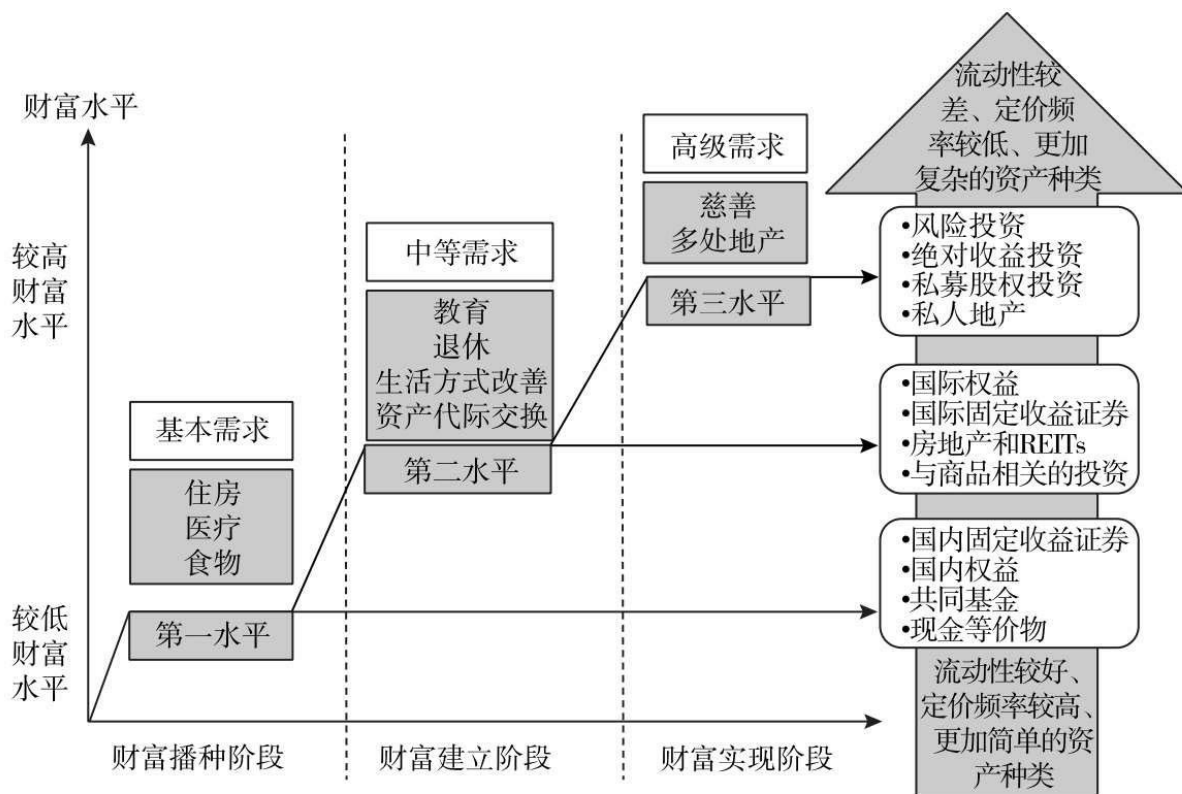 财富水平
较高
财富
水平
较低
财富
水平
基本需求
住房
医疗
食物
第一水平
中等需求
教育
退休
生活方式改善
资产代际交换
第二水平
高级需求
慈善
多处地产
第三水平
流动性较
差、定价频
率较低、更加
复杂的资产种类
•风险投资
•绝对收益投资
•私募股权投资
•私人地产
•国际权益
•国际固定收益证券
•房地产和REITs
•与商品相关的投资
•国内固定收益证券
•国内权益
•共同基金
•现金等价物
流动性较好、
定价频率较高、
更加简单的资
产种类
财富播种阶段
财富建立阶段
财富实现阶段